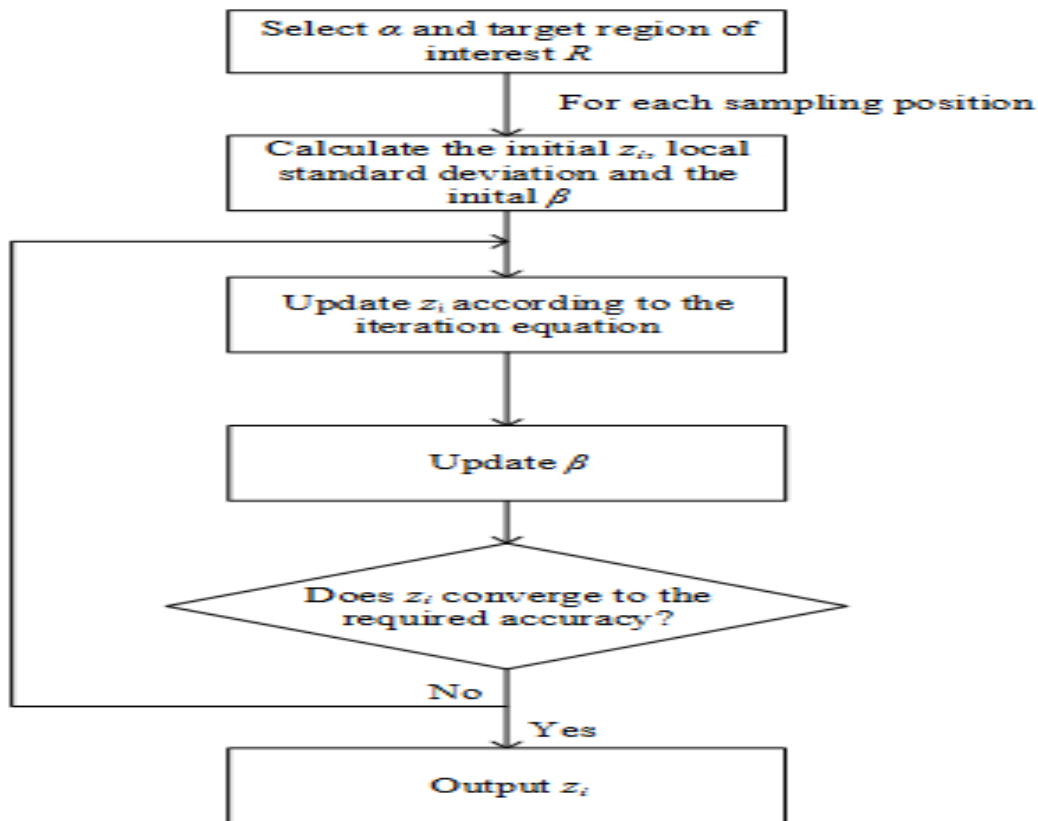 Select α and target region of
interest R
For each sampling position
Calculate the initial zᵢ, local
standard deviation and the
inital β
Update zᵢ according to the
iteration equation
Update β
Does zᵢ converge to the
required accuracy?
No
Yes
Output zᵢ